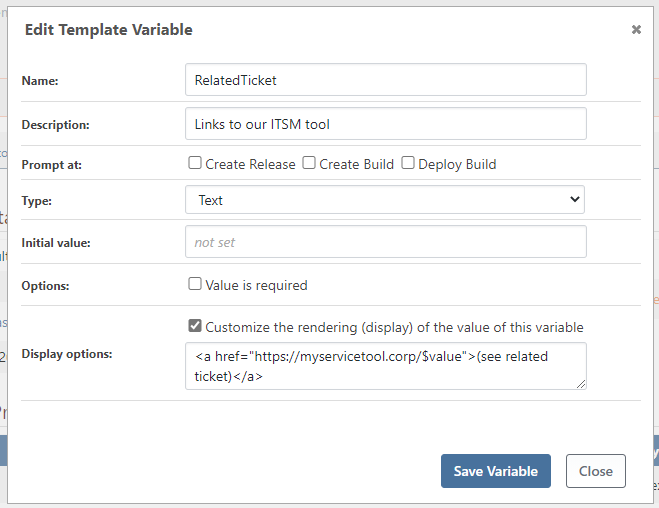 Edit Template Variable
Name:
RelatedTicket
Description:
Links to our ITSM tool
Prompt at:
Create Release
Create Build
Deploy Build
Type:
Text
Initial value:
not set
Options:
Value is required
Display options:
Customize the rendering (display) of the value of this variable
<a href="https://myservicetool.corp/$value">(see related
ticket)</a>
Save Variable
Close